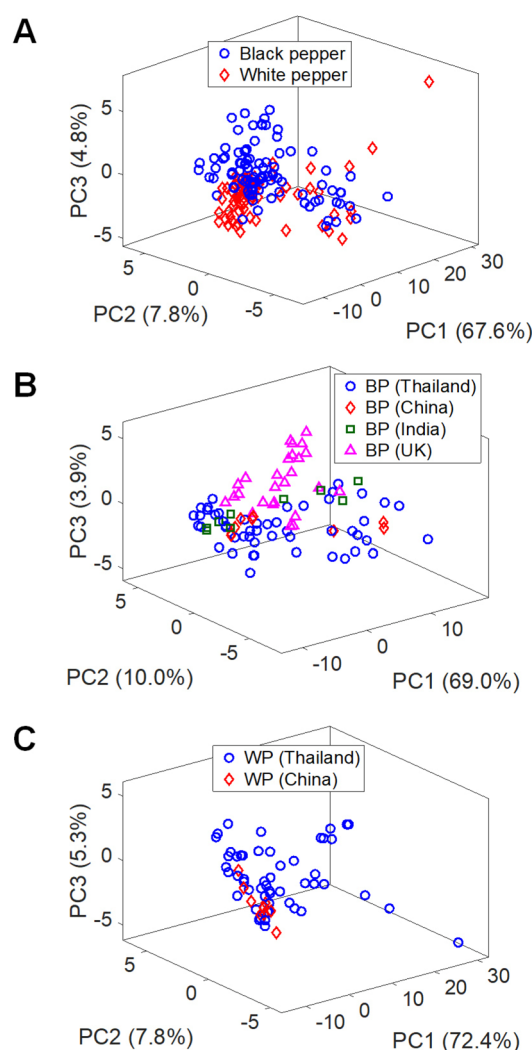 A
Black pepper
White pepper
5
0
-5
PC3 (4.8%)
5
0
-5
PC2 (7.8%)
-10
0
10
20
30
PC1 (67.6%)
B
BP (Thailand)
BP (China)
BP (India)
BP (UK)
5
0
-5
PC3 (3.9%)
5
0
-5
PC2 (10.0%)
-10
0
10
PC1 (69.0%)
C
WP (Thailand)
WP (China)
5
0
-5
PC3 (5.3%)
5
0
-5
PC2 (7.8%)
-10
0
10
20
30
PC1 (72.4%)